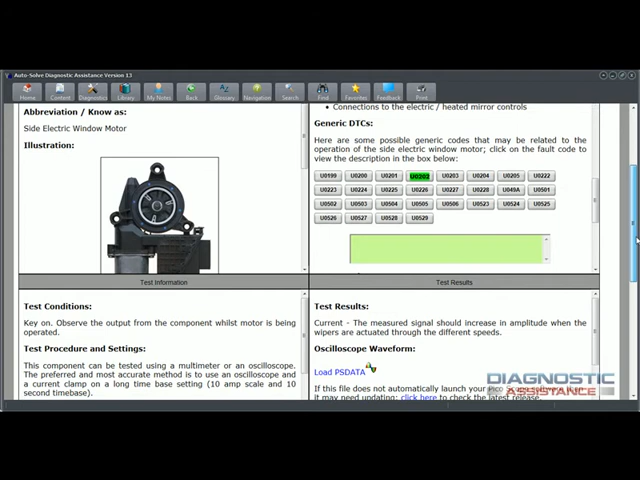 Auto-Solve Diagnostic Assistance Version 13
Home
Content
Diagnostics
Library
My Notes
Back
Glossary
Navigation
Search
Find
Favorites
Feedback
Print
Abbreviation / Know as:
Side Electric Window Motor
Illustration:
Connections to the electric / heated mirror controls
Generic DTCs:
Here are some possible generic codes that may be related to the
operation of the side electric window motor; click on the fault code to
view the description in the box below:
U0199 U0200 U0201 U0202 U0203 U0204 U0205 U0222
U0223 U0224 U0225 U0226 U0227 U0228 U049A U0501
U0502 U0503 U0504 U0505 U0506 U0523 U0524 U0525
U0526 U0527 U0528 U0529
Test Information
Test Results
Test Conditions:
Key on. Observe the output from the component whilst motor is being
operated.
Test Procedure and Settings:
This component can be tested using a multimeter or an oscilloscope.
The preferred and most accurate method is to use an oscilloscope and
a current clamp on a long time base setting (10 amp scale and 10
second timebase).
Test Results:
Current - The measured signal should increase in amplitude when the
wipers are actuated through the different speeds.
Oscilloscope Waveform:
Load PSDATA
If this file does not automatically launch your Pico Scope software then
it may need updating: click here to check the latest release.
DIAGNOSTIC
ASSISTANCE